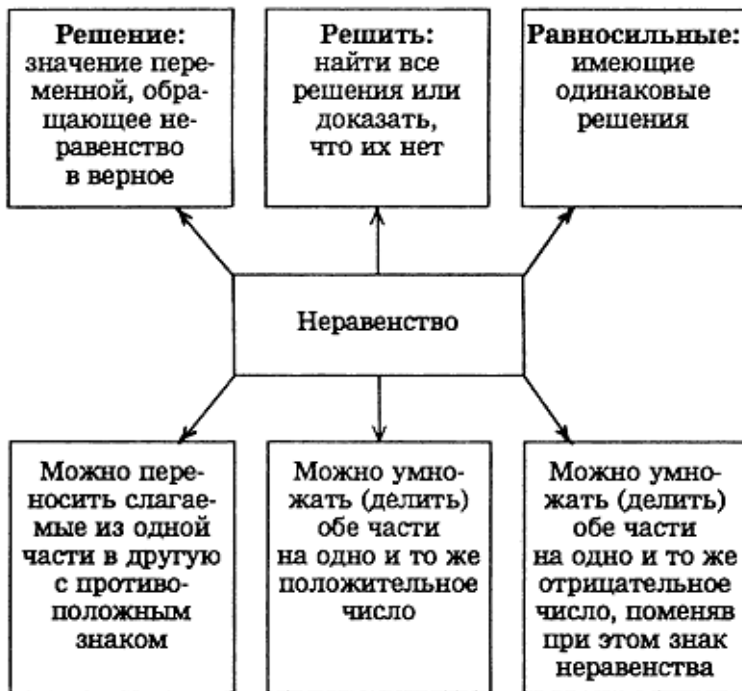 Решение:
значение пере-
менной, обра-
щающее не-
равенство
в верное
Решить:
найти все
решения или
доказать,
что их нет
Равносильные:
имеющие
одинаковые
решения
Неравенство
Можно пере-
носить слагае-
мые из одной
части в другую
с противо-
положным
знаком
Можно умно-
жать (делить)
обе части
на одно и то же
положительное
число
Можно умно-
жать (делить)
обе части
на одно и то же
отрицательное
число, поменяв
при этом знак
неравенства